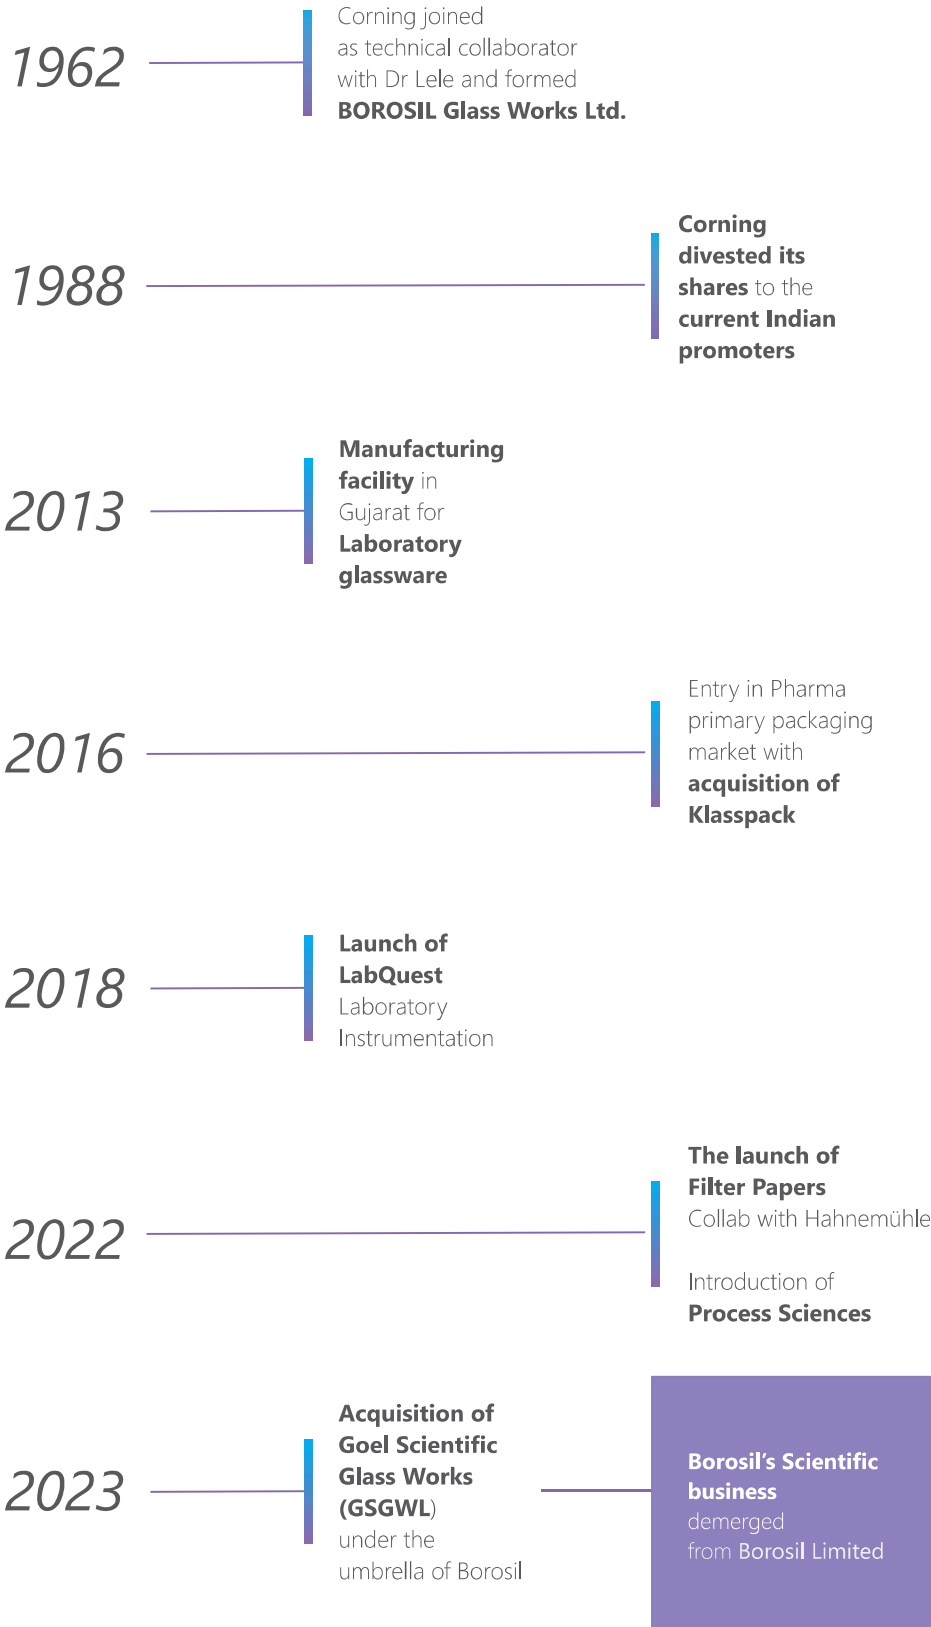 1962
Corning joined
as technical collaborator
with Dr Lele and formed
BOROSIL Glass Works Ltd.
1988
Corning
divested its
shares to the
current Indian
promoters
2013
Manufacturing
facility in
Gujarat for
Laboratory
glassware
2016
Entry in Pharma
primary packaging
market with
acquisition of
Klasspack
2018
Launch of
LabQuest
Laboratory
Instrumentation
2022
The launch of
Filter Papers
Collab with Hahnemühle
Introduction of
Process Sciences
2023
Acquisition of
Goel Scientific
Glass Works
(GSGWL)
under the
umbrella of Borosil
Borosil's Scientific
business
demerged
from Borosil Limited